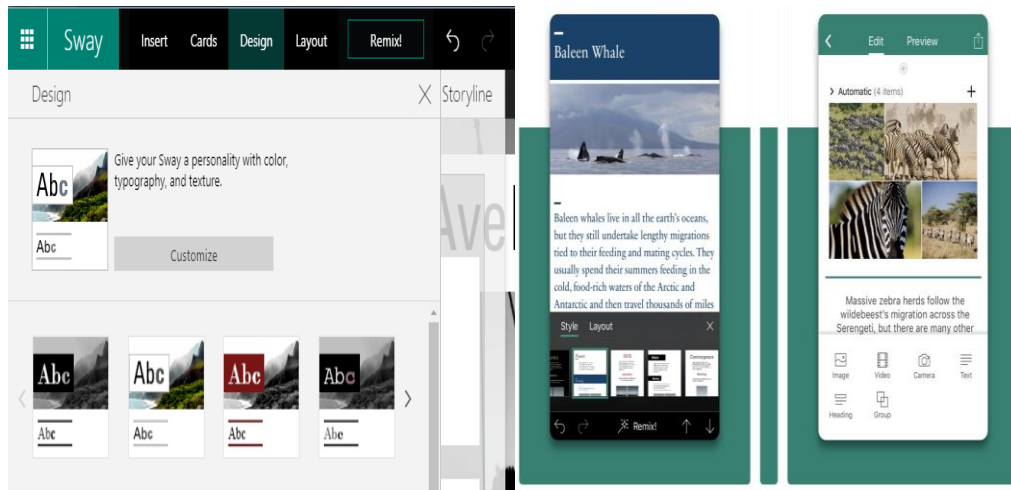 Sway
Insert
Cards
Design
Layout
Remix!
Design
Storyline
Give your Sway a personality with color,
typography, and texture.
Abc
Abc
Customize
Ave
Abc
Abc
Abc
Abc
Abc
Abc
Abc
Abc
Baleen Whale
Baleen whales live in all the earth's oceans,
but they still undertake lengthy migrations
tied to their feeding and mating cycles. They
usually spend their summers feeding in the
cold, food-rich waters of the Arctic and
Antarctic and then travel thousands of miles
Style
Layout
X
Convergence
Remix!
Edit
Preview
Automatic (4 items)
Massive zebra herds follow the
wildebeest's migration across the
Serengeti, but there are many other
Image
Video
Camera
Text
Heading
Group